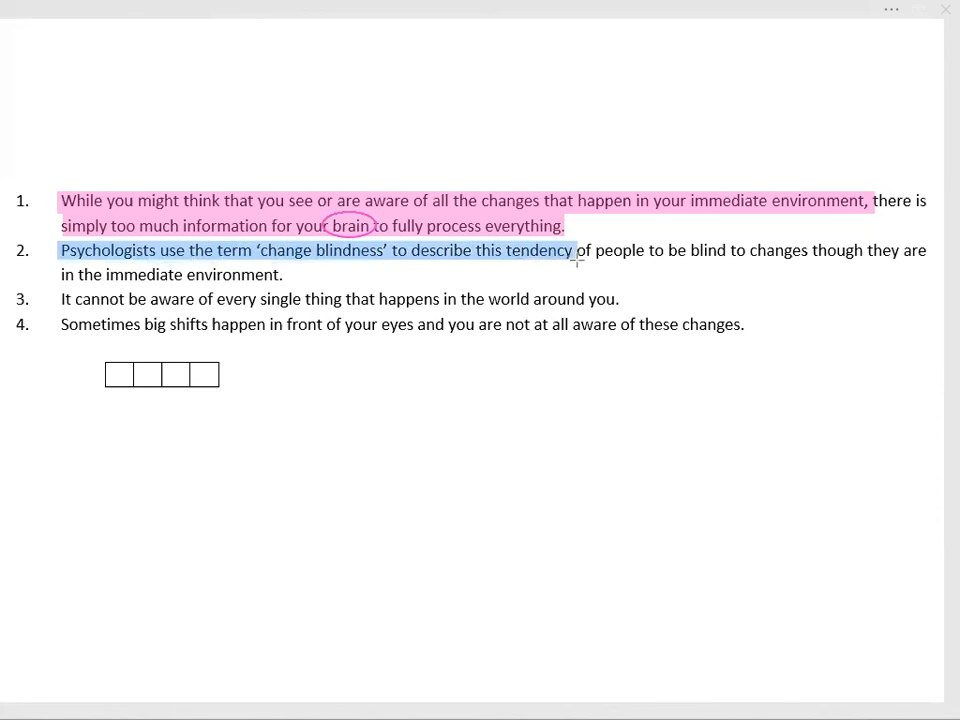 1. While you might think that you see or are aware of all the changes that happen in your immediate environment, there is
simply too much information for your brain to fully process everything.
2. Psychologists use the term ‘change blindness’ to describe this tendency of people to be blind to changes though they are
in the immediate environment.
3. It cannot be aware of every single thing that happens in the world around you.
4. Sometimes big shifts happen in front of your eyes and you are not at all aware of these changes.